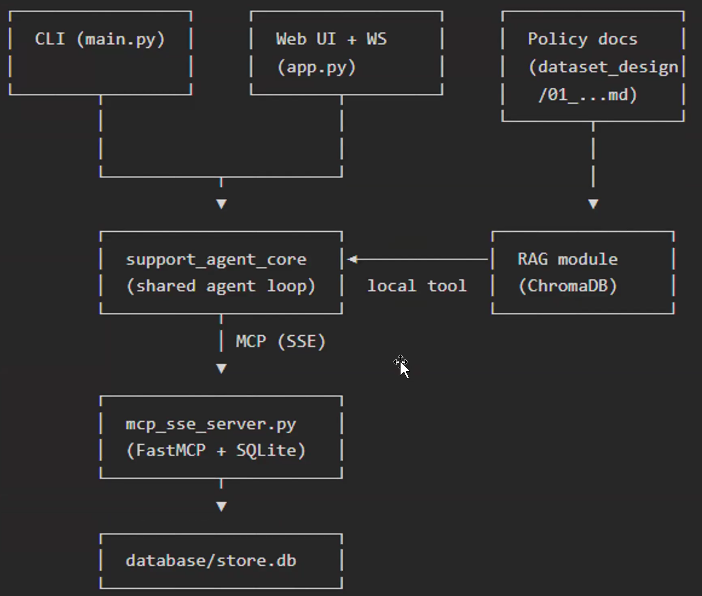 CLI (main.py)
Web UI + WS
(app.py)
Policy docs
(dataset_design
/01_...md)
support_agent_core
(shared agent loop)
local tool
RAG module
(ChromaDB)
MCP (SSE)
mcp_sse_server.py
(FastMCP + SQLite)
database/store.db